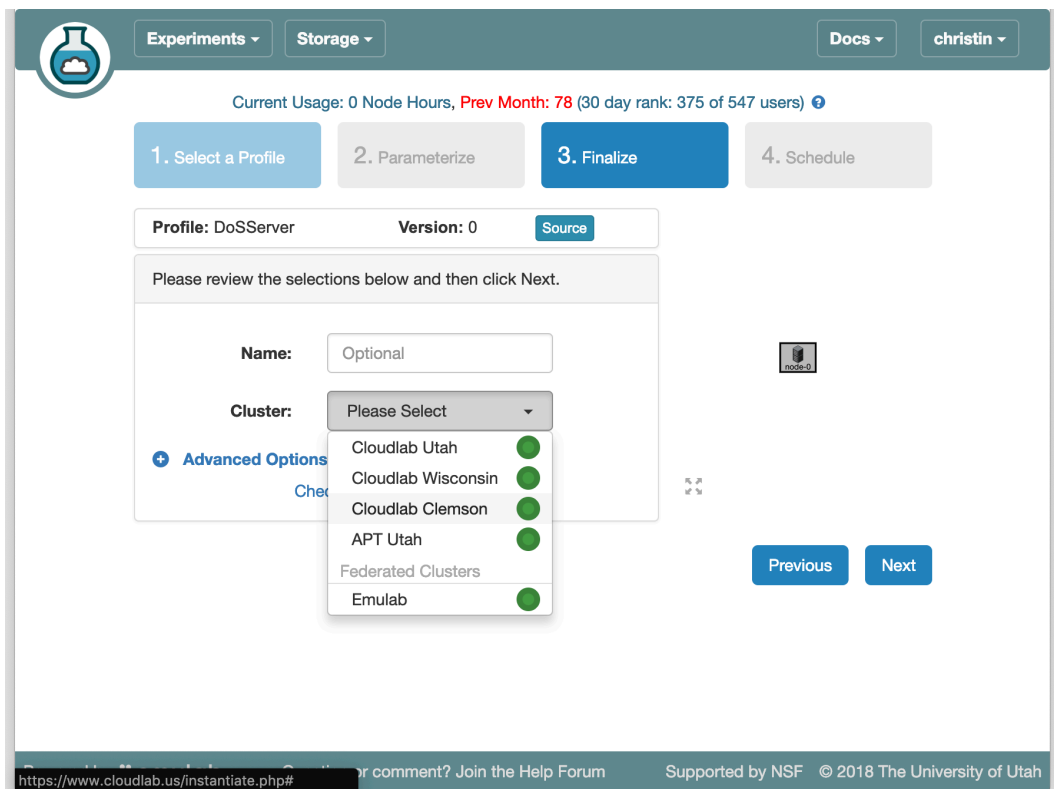 Experiments Storage Docs christin
Current Usage: 0 Node Hours, Prev Month: 78 (30 day rank: 375 of 547 users)
1. Select a Profile 2. Parameterize 3. Finalize 4. Schedule
Profile: DoSServer Version: 0 Source
Please review the selections below and then click Next.
Name: Optional
node-0
Cluster: Please Select
Cloudlab Utah
Advanced Options
Cloudlab Wisconsin
Cloudlab Clemson
APT Utah
Federated Clusters
Previous Next
Emulab
or comment? Join the Help Forum Supported by NSF © 2018 The University of Utah
https://www.cloudlab.us/instantiate.php#